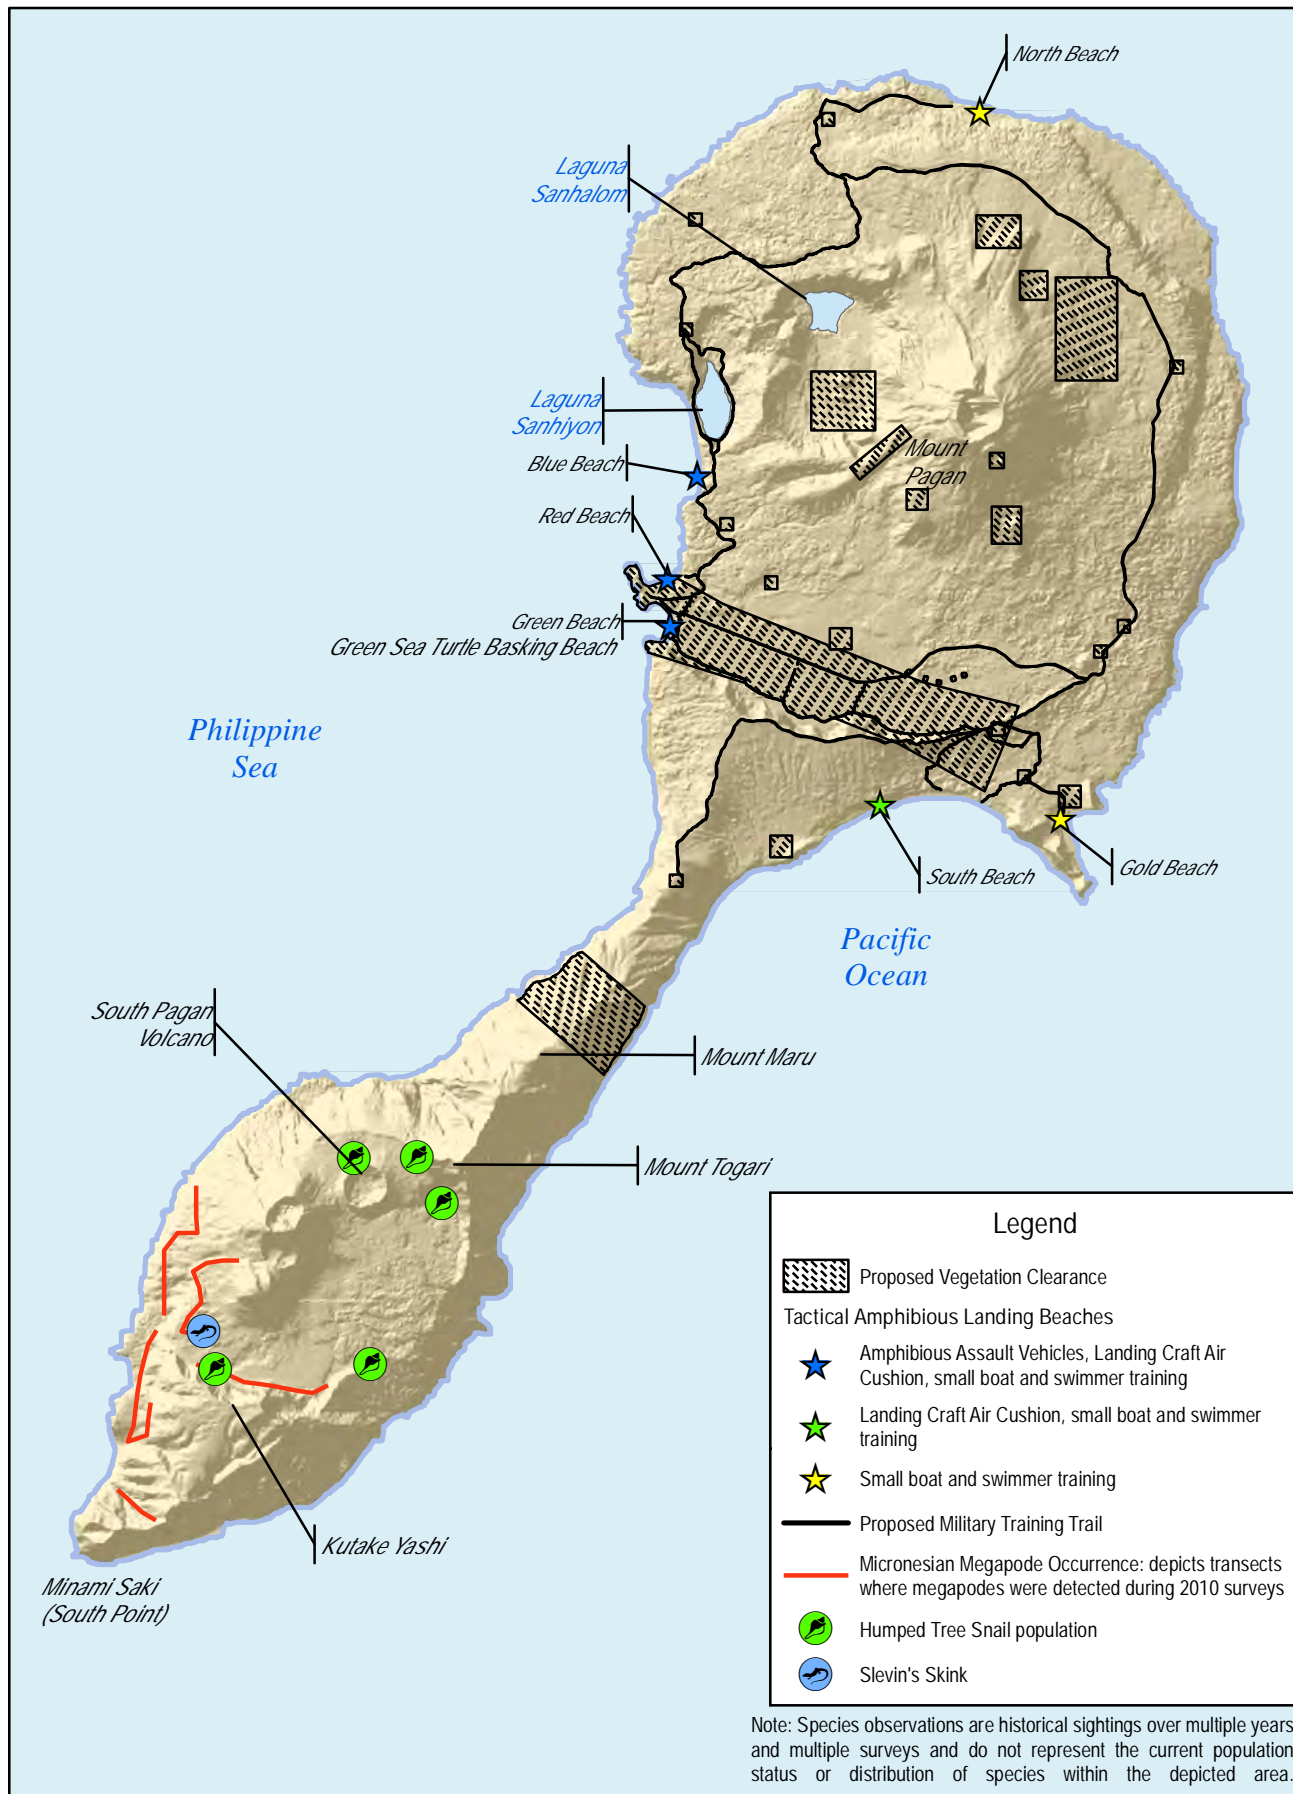 North Beach
Laguna
Sanhalom
Laguna
Sanhiyon
Blue Beach
Mount
Pagan
Red Beach
Green Beach
Green Sea Turtle Basking Beach
Philippine
Sea
South Beach
Gold Beach
Pacific
Ocean
South Pagan
Volcano
Mount Maru
Mount Togari
Kutake Yashi
Minami Saki
(South Point)
Legend
Proposed Vegetation Clearance
Tactical Amphibious Landing Beaches
Amphibious Assault Vehicles, Landing Craft Air
Cushion, small boat and swimmer training
Landing Craft Air Cushion, small boat and swimmer
training
Small boat and swimmer training
Proposed Military Training Trail
Micronesian Megapode Occurrence: depicts transects
where megapodes were detected during 2010 surveys
Humped Tree Snail population
Slevin's Skink
Note: Species observations are historical sightings over multiple years
and multiple surveys and do not represent the current population
status or distribution of species within the depicted area.